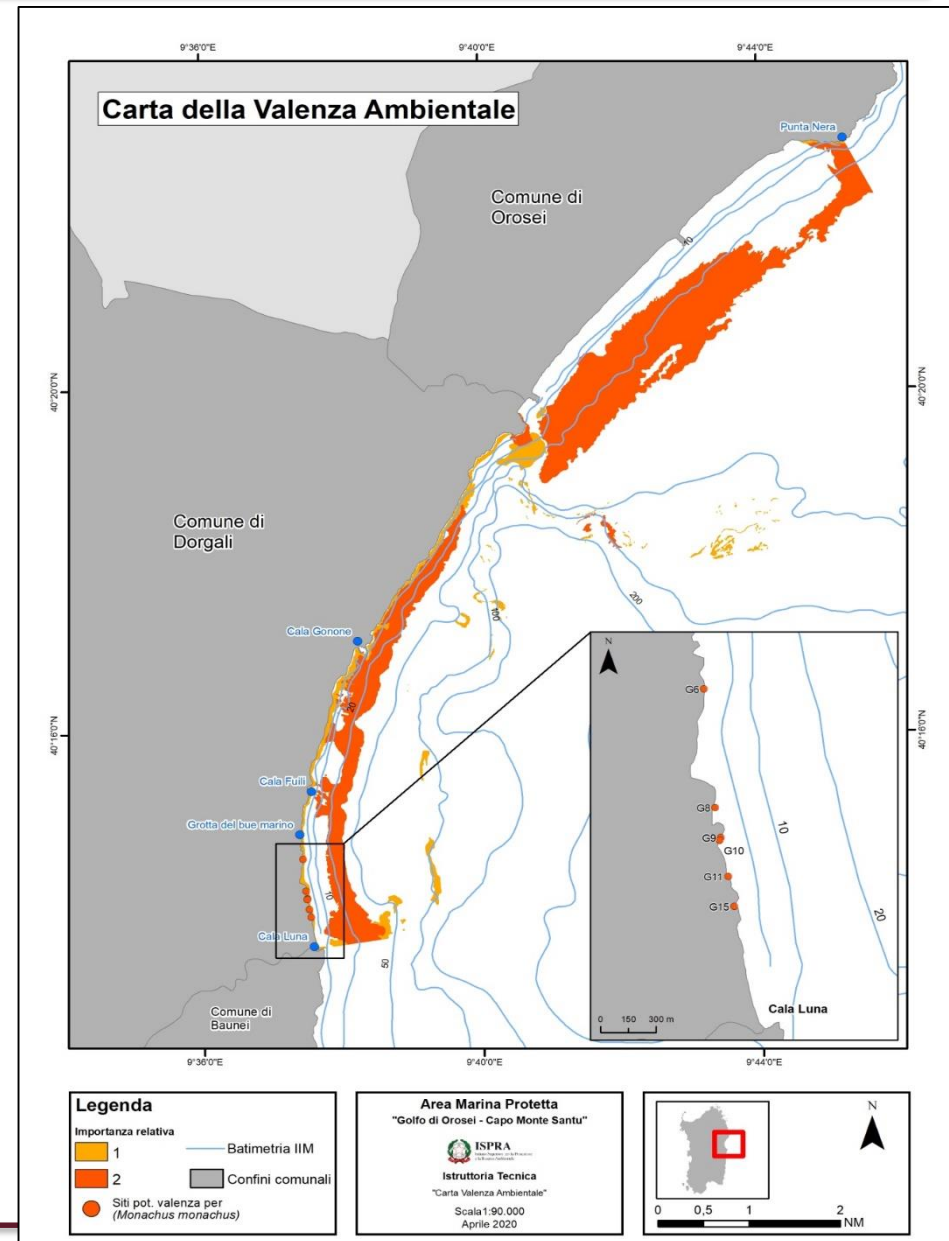 9°36'0"E
9°40'0"E
9°44'0"E
Carta della Valenza Ambientale
Punta Nera
Comune di
Orosei
10
40°20'0"N
40°20'0"N
Comune di
Dorgali
200
100
Cala Gonone
20
40°16'0"N
40°16'0"N
Cala Fuili
Grotta del bue marino
10
Cala Luna
50
Comune di
Baunei
N
G6
G8
G9
G10
G11
G15
10
20
Cala Luna
0 150 300 m
9°36'0"E
9°40'0"E
9°44'0"E
Legenda
Importanza relativa
1
2
Siti pot. valenza per
(Monachus monachus)
Batimetria IIM
Confini comunali
Area Marina Protetta
"Golfo di Orosei - Capo Monte Santu"
ISPRA
Istruttoria Tecnica
"Carta Valenza Ambientale"
Scala1:90.000
Aprile 2020
N
0 0,5 1 2
NM